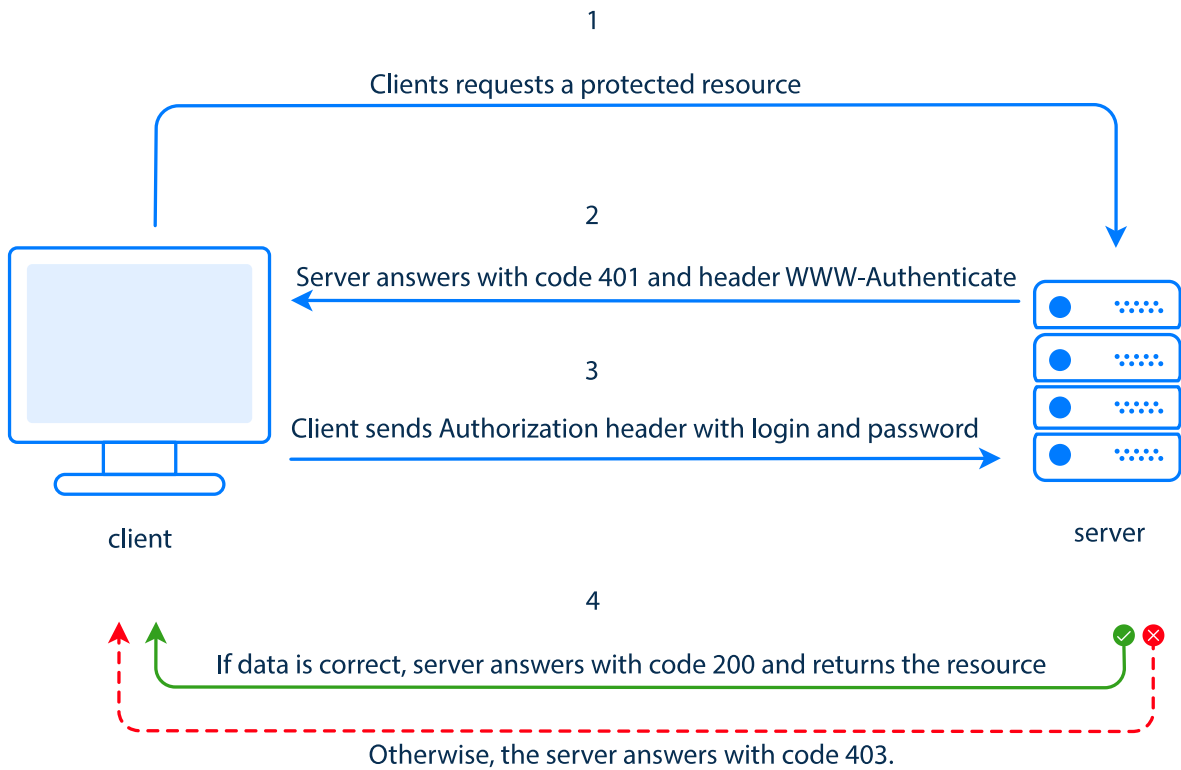 1
Clients requests a protected resource
2
Server answers with code 401 and header WWW-Authenticate
3
Client sends Authorization header with login and password
client
server
4
If data is correct, server answers with code 200 and returns the resource
Otherwise, the server answers with code 403.